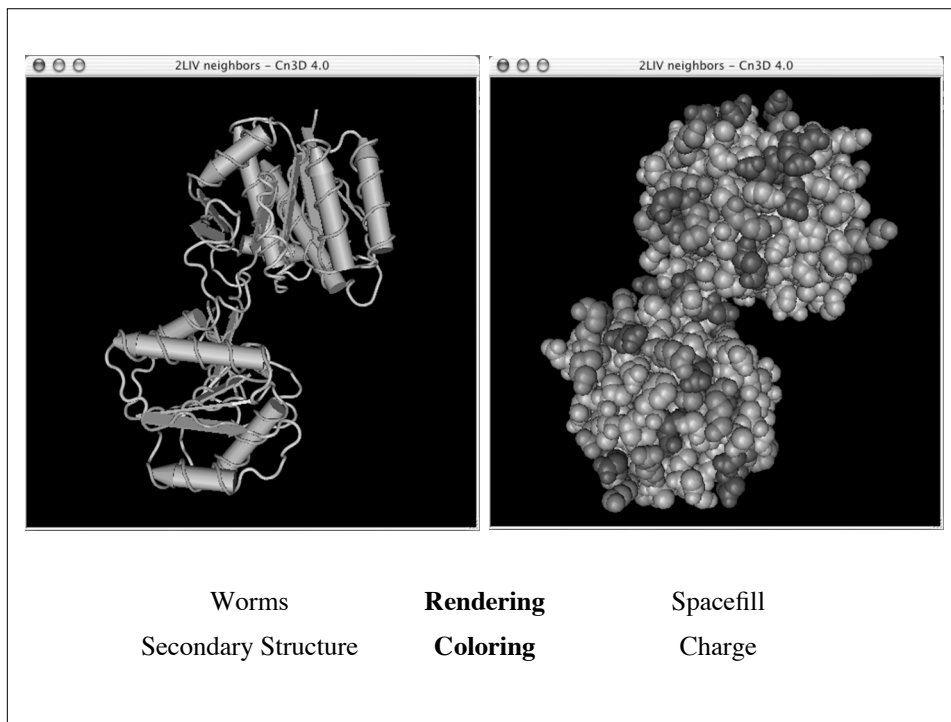 2LIV neighbors – Cn3D 4.0
2LIV neighbors – Cn3D 4.0
Worms Rendering Spacefill
Secondary Structure Coloring Charge